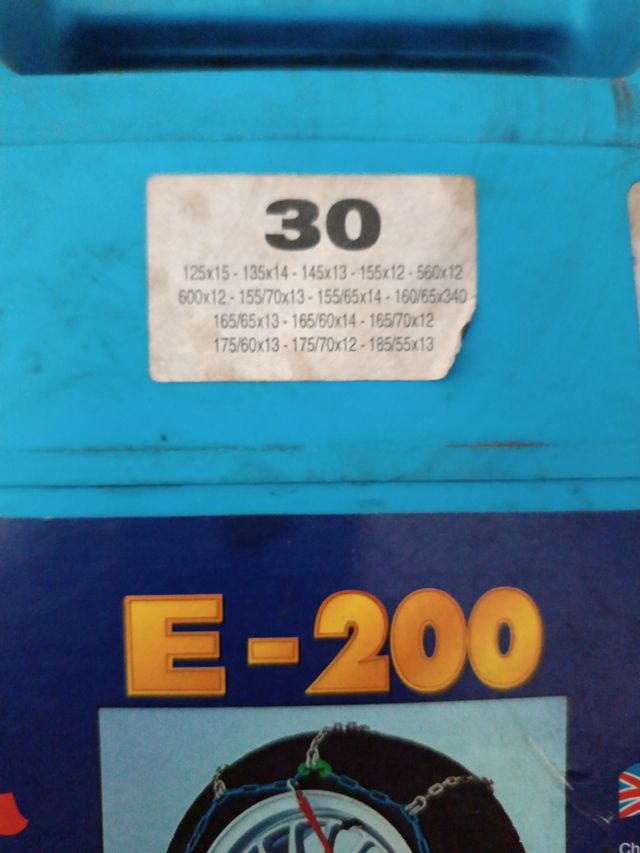 30
125x15 - 135x14 - 145x13 - 155x12 - 560x12
600x12 - 155/70x13 - 155/65x14 - 160/65x340
165/65x13 - 165/60x14 - 165/70x12
175/60x13 - 175/70x12 - 185/55x13
E-200
Ch